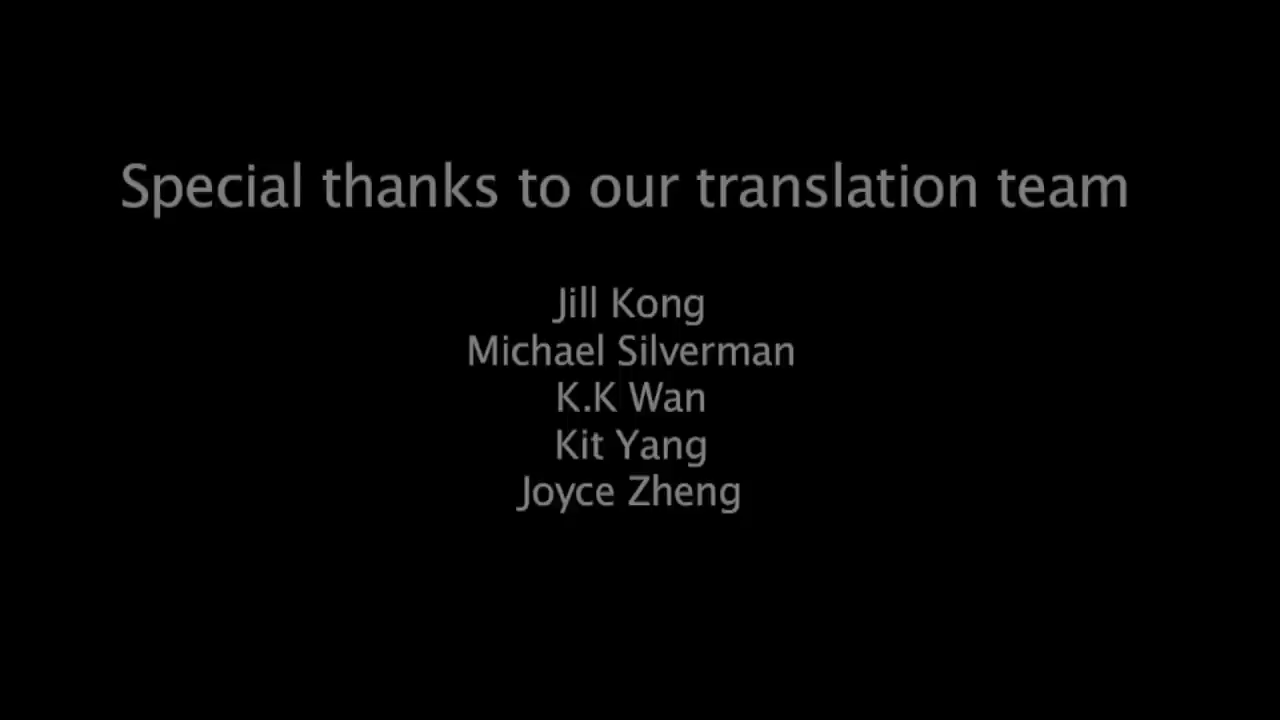 Special thanks to our translation team
Jill Kong
Michael Silverman
K.K Wan
Kit Yang
Joyce Zheng